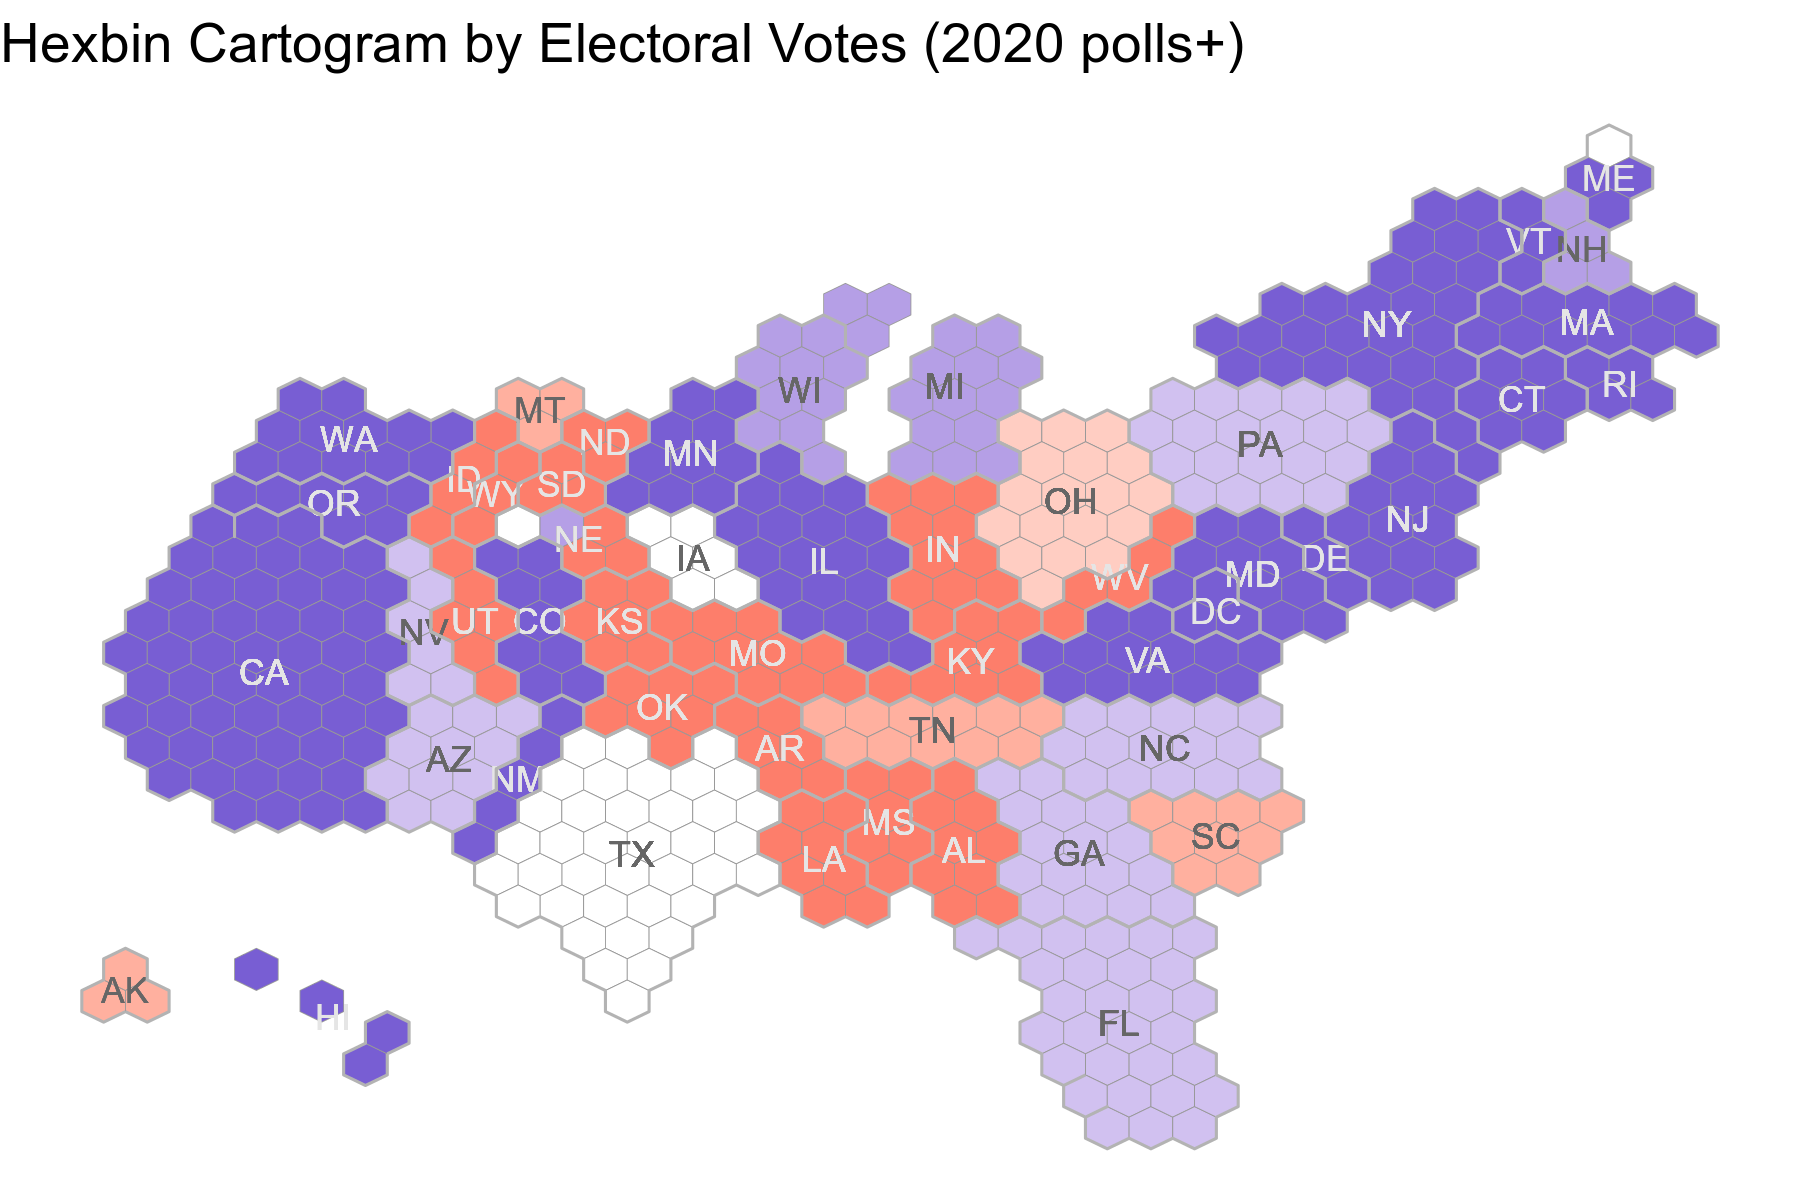 Hexbin Cartogram by Electoral Votes (2020 polls+)
ME
VT
NH
NY
MA
RI
CT
WI
MI
MT
WA
ND
MN
PA
ID
WY
SD
OR
OH
NJ
NE
IA
IL
IN
WV
MD
DE
DC
NV
UT
CO
KS
CA
MO
KY
VA
OK
TN
AZ
NM
AR
NC
TX
MS
LA
AL
GA
SC
AK
HI
FL